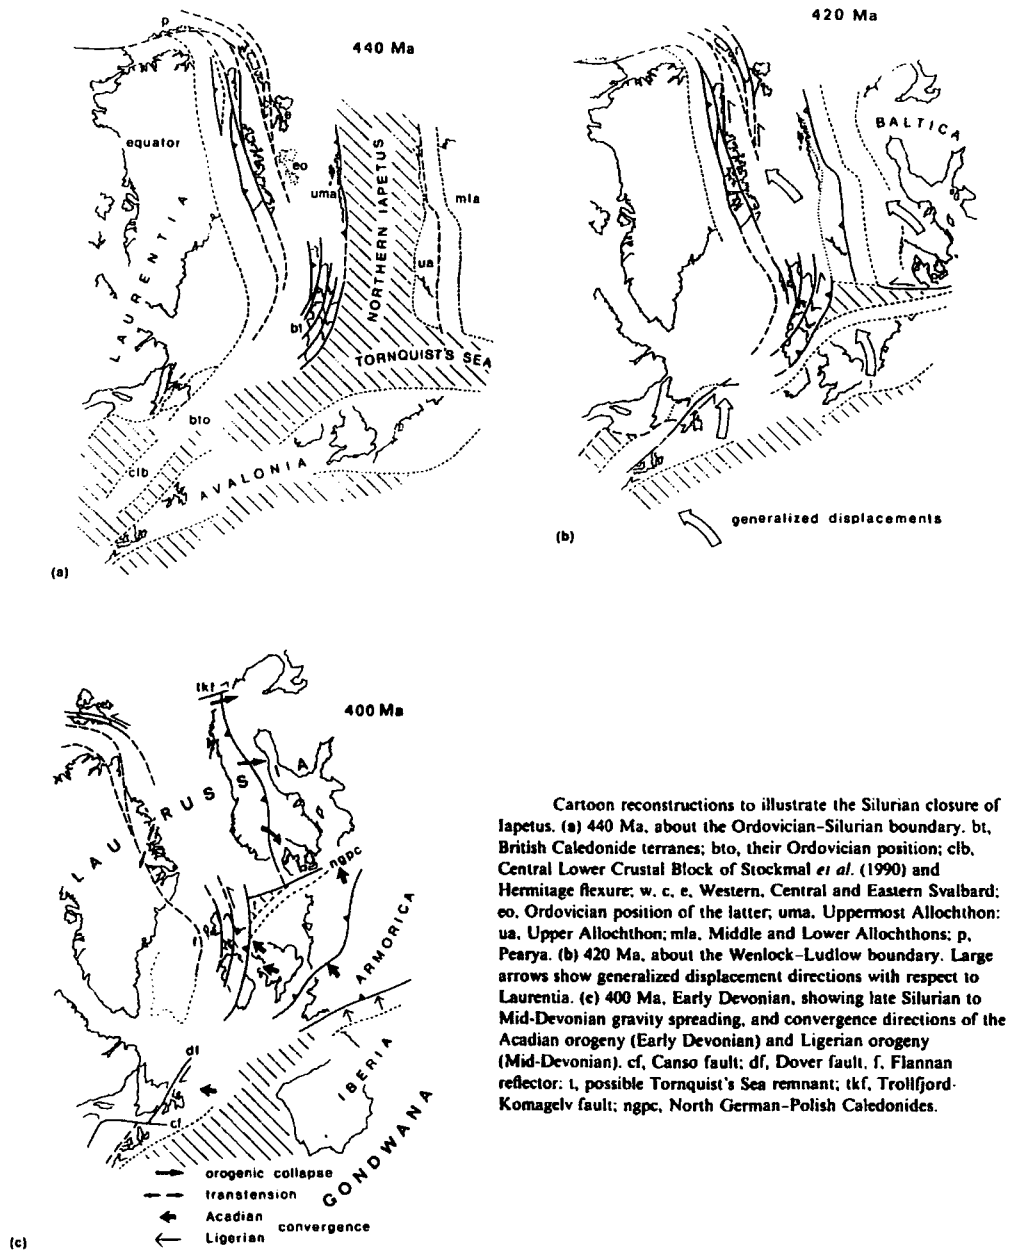 440 Ma
p
w
c
e
equator
eo
uma
NORTHERN IAPETUS
mla
ua
LAURENTIA
bt
TORNQUIST'S SEA
bto
clb
AVALONIA
(a)
420 Ma
BALTICA
generalized displacements
(b)
tkf
400 Ma
LAURUSSIA
ngpc
t
f
ARMORICA
df
cf
IBERIA
GONDWANA
orogenic collapse
transtension
Acadian
convergence
Ligerian
(c)
Cartoon reconstructions to illustrate the Silurian closure of
Iapetus. (a) 440 Ma, about the Ordovician–Silurian boundary. bt,
British Caledonide terranes; bto, their Ordovician position; clb,
Central Lower Crustal Block of Stockmal et al. (1990) and
Hermitage flexure; w, c, e, Western, Central and Eastern Svalbard;
eo, Ordovician position of the latter; uma, Uppermost Allochthon;
ua, Upper Allochthon; mla, Middle and Lower Allochthons; p,
Pearya. (b) 420 Ma, about the Wenlock–Ludlow boundary. Large
arrows show generalized displacement directions with respect to
Laurentia. (c) 400 Ma, Early Devonian, showing late Silurian to
Mid-Devonian gravity spreading, and convergence directions of the
Acadian orogeny (Early Devonian) and Ligerian orogeny
(Mid-Devonian). cf, Canso fault; df, Dover fault, f, Flannan
reflector; t, possible Tornquist's Sea remnant; tkf, Trollfjord-
Komagelv fault; ngpc, North German–Polish Caledonides.